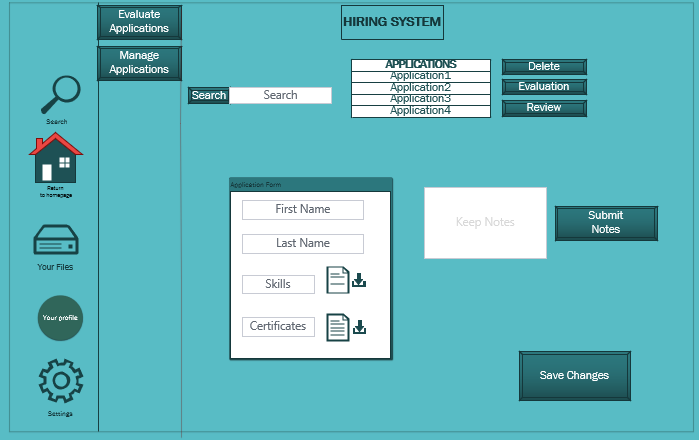 Evaluate
Applications
Manage
Applications
HIRING SYSTEM
Search
Return
to homepage
Your Files
Your profile
Settings
Search
Search
APPLICATIONS
Application1
Application2
Application3
Application4
Delete
Evaluation
Review
Application Form
First Name
Last Name
Skills
Certificates
Keep Notes
Submit
Notes
Save Changes